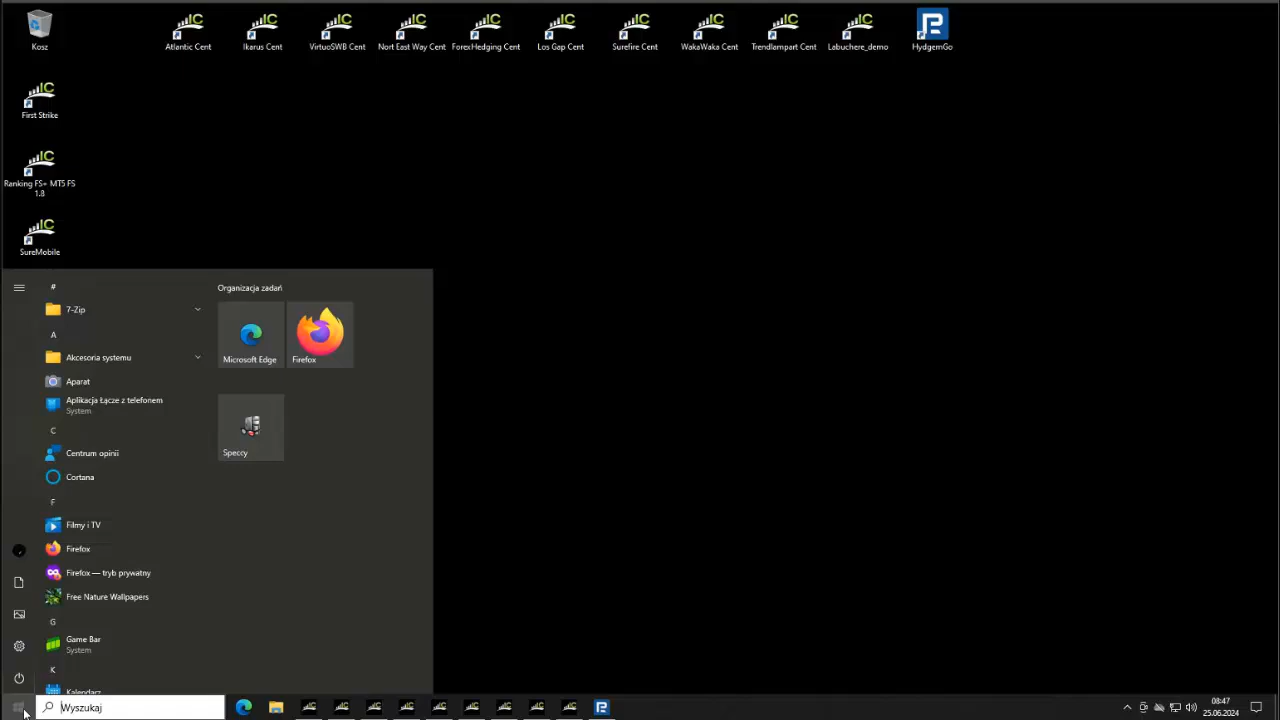 Kosz
Atlantic Cent
Ikarus Cent
VirtuoSWB Cent
Nort East Way Cent
ForexHedging Cent
Los Gap Cent
Surefire Cent
WakaWaka Cent
Trendlampart Cent
Labuchere_demo
HydgemGo
First Strike
Ranking FS+ MT5 FS
1.8
SureMobile
#
7-Zip
A
Akcesoria systemu
Aparat
Aplikacja Łącze z telefonem
System
C
Centrum opinii
Cortana
F
Filmy i TV
Firefox
Firefox — tryb prywatny
Free Nature Wallpapers
G
Game Bar
System
K
Kalendarz
Organizacja zadań
Microsoft Edge
Firefox
Speccy
Wyszukaj
08:47
25.06.2024